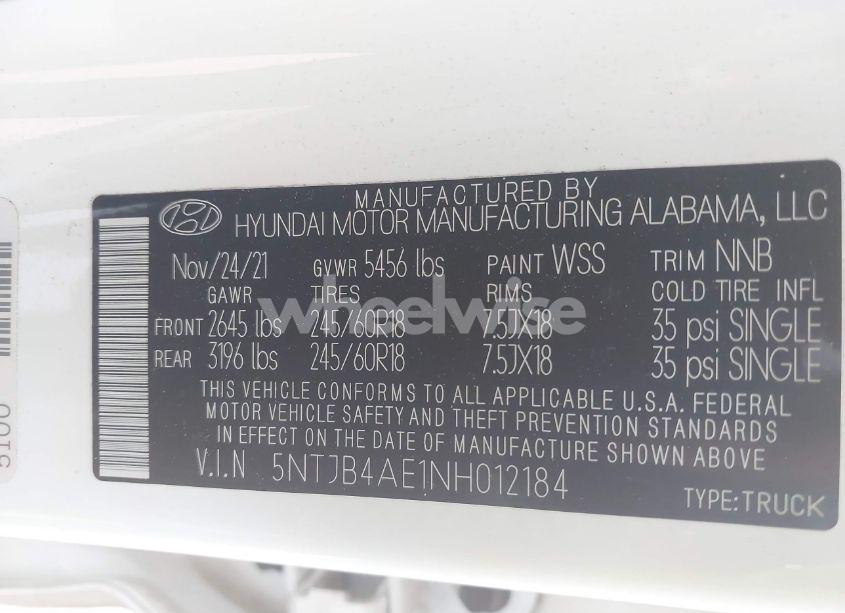 MANUFACTURED BY
HYUNDAI MOTOR MANUFACTURING ALABAMA, LLC
Nov/24/21 GVWR 5456 lbs PAINT WSS TRIM NNB
GAWR TIRES RIMS COLD TIRE INFL
FRONT 2645 lbs 245/60R18 7.5JX18 35 psi SINGLE
REAR 3196 lbs 245/60R18 7.5JX18 35 psi SINGLE
THIS VEHICLE CONFORMS TO ALL APPLICABLE U.S.A. FEDERAL
MOTOR VEHICLE SAFETY AND THEFT PREVENTION STANDARDS
IN EFFECT ON THE DATE OF MANUFACTURE SHOWN ABOVE
V.I.N 5NTJB4AE1NH012184
TYPE:TRUCK
wheelwise
5100